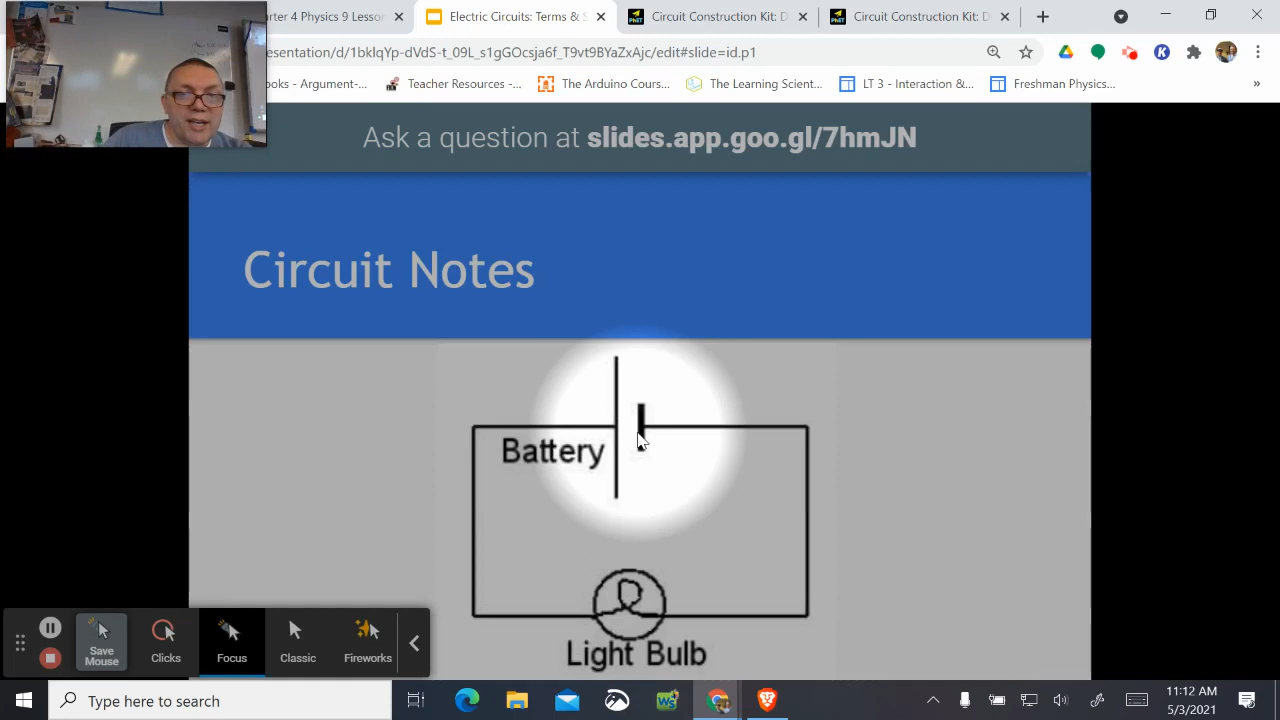 arter 4 Physics 9 Lesson
Electric Circuits: Terms & S
Circuit Construction Kit: D
Circuit Construction Kit: D
esentation/d/1bklqYp-dVdS-t_09L_s1gGOcsja6f_T9vt9BYaZxAjc/edit#slide=id.p1
ooks - Argument-...
Teacher Resources -...
The Arduino Cours...
The Learning Scient...
LT 3 - Interaction &...
Freshman Physics...
»
Ask a question at slides.app.goo.gl/7hmJN
Circuit Notes
Battery
Light Bulb
Save
Mouse
Clicks
Focus
Classic
Fireworks
Type here to search
11:12 AM
5/3/2021